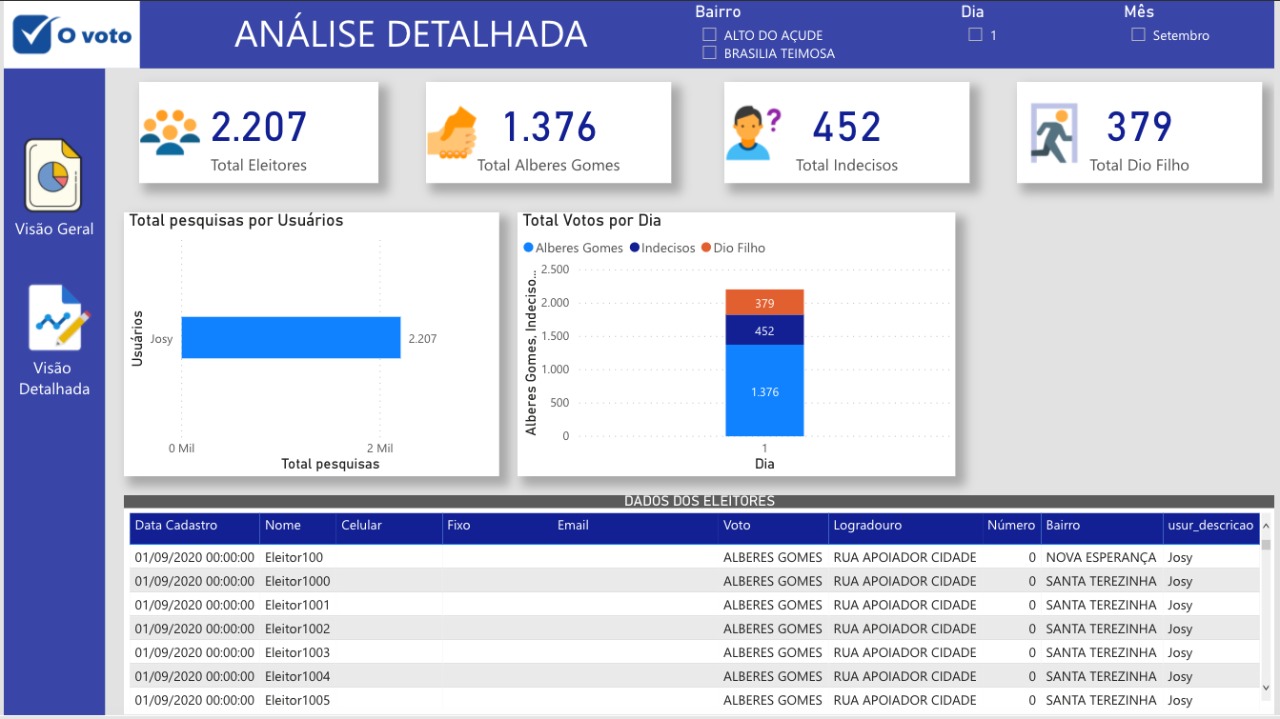 O voto
ANÁLISE DETALHADA
Bairro
ALTO DO AÇUDE
BRASILIA TEIMOSA
Dia
1
Mês
Setembro
Visão Geral
Visão
Detalhada
2.207
Total Eleitores
1.376
Total Alberes Gomes
?
452
Total Indecisos
379
Total Dio Filho
Total pesquisas por Usuários
Usuários
Josy
2.207
0 Mil 2 Mil
Total pesquisas
Total Votos por Dia
Alberes Gomes Indecisos Dio Filho
Alberes Gomes, Indeciso...
2.500
2.000
1.500
1.000
500
0
379
452
1.376
1
Dia
DADOS DOS ELEITORES
Data Cadastro Nome Celular Fixo Email Voto Logradouro Número Bairro usur_descricao
01/09/2020 00:00:00 Eleitor100 ALBERES GOMES RUA APOIADOR CIDADE 0 NOVA ESPERANÇA Josy
01/09/2020 00:00:00 Eleitor1000 ALBERES GOMES RUA APOIADOR CIDADE 0 SANTA TEREZINHA Josy
01/09/2020 00:00:00 Eleitor1001 ALBERES GOMES RUA APOIADOR CIDADE 0 SANTA TEREZINHA Josy
01/09/2020 00:00:00 Eleitor1002 ALBERES GOMES RUA APOIADOR CIDADE 0 SANTA TEREZINHA Josy
01/09/2020 00:00:00 Eleitor1003 ALBERES GOMES RUA APOIADOR CIDADE 0 SANTA TEREZINHA Josy
01/09/2020 00:00:00 Eleitor1004 ALBERES GOMES RUA APOIADOR CIDADE 0 SANTA TEREZINHA Josy
01/09/2020 00:00:00 Eleitor1005 ALBERES GOMES RUA APOIADOR CIDADE 0 SANTA TEREZINHA Josy